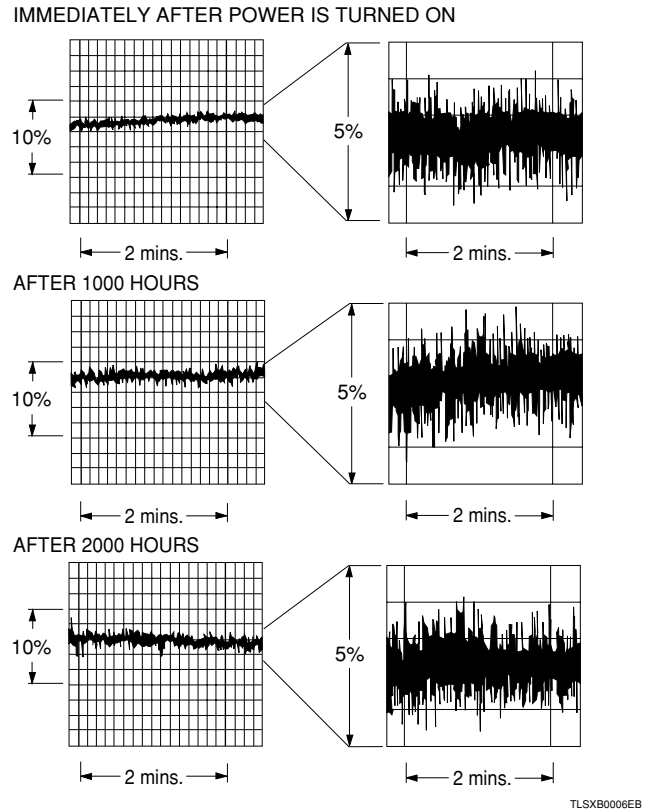 IMMEDIATELY AFTER POWER IS TURNED ON
10%
5%
2 mins.
2 mins.
AFTER 1000 HOURS
10%
5%
2 mins.
2 mins.
AFTER 2000 HOURS
10%
5%
2 mins.
2 mins.
TLSXB0006EB